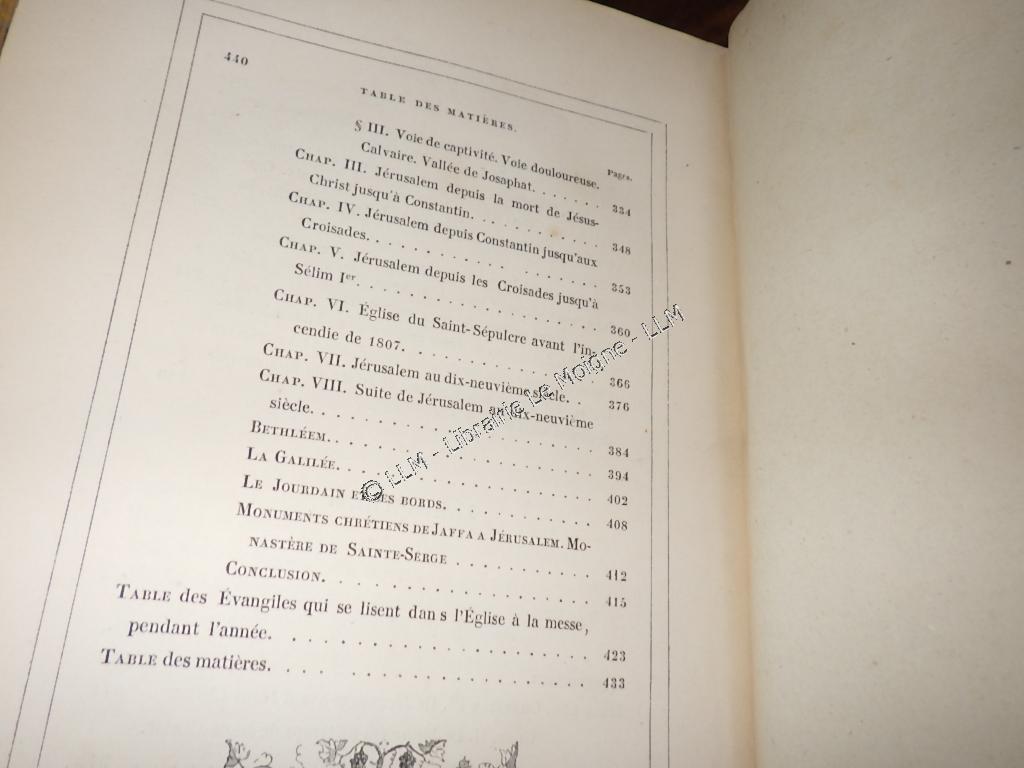 440
TABLE DES MATIÈRES.
Pages.
§ III. Voie de captivité. Voie douloureuse.
Calvaire. Vallée de Josaphat. . . . . . . 334
CHAP. III. Jérusalem depuis la mort de Jésus-
Christ jusqu'à Constantin. . . . . . . . . . . 348
CHAP. IV. Jérusalem depuis Constantin jusqu'aux
Croisades. . . . . . . . . . . . . . . . . 353
CHAP. V. Jérusalem depuis les Croisades jusqu'à
Sélim Ier. . . . . . . . . . . . . . . . . . . 360
CHAP. VI. Église du Saint-Sépulcre avant l'in-
cendie de 1807. . . . . . . . . . . . . . . 366
CHAP. VII. Jérusalem au dix-neuvième siècle. . 376
CHAP. VIII. Suite de Jérusalem au dix-neuvième
siècle. . . . . . . . . . . . . . . . . . . . . 384
BETHLÉEM. . . . . . . . . . . . . . . . . . . . 394
LA GALILÉE. . . . . . . . . . . . . . . . . . . 402
LE JOURDAIN ET SES BORDS. . . . . . . . . . . 408
MONUMENTS CHRÉTIENS DE JAFFA A JÉRUSALEM. MO-
NASTÈRE DE SAINTE-SERGE . . . . . . . . . . 412
CONCLUSION. . . . . . . . . . . . . . . . . . . 415
TABLE des Évangiles qui se lisent dans l'Église à la messe,
pendant l'année. . . . . . . . . . . . . . . . . 423
TABLE des matières. . . . . . . . . . . . . . . . 433
© LLM - Librairie Le Moigne - LLM